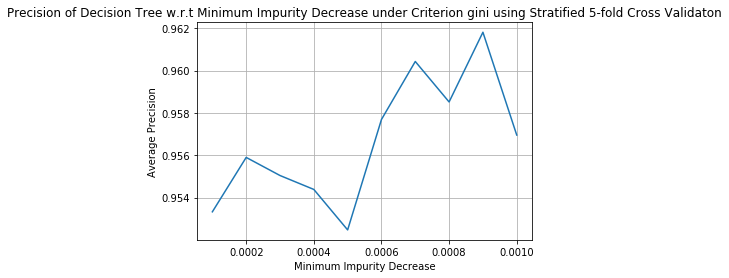 Precision of Decision Tree w.r.t Minimum Impurity Decrease under Criterion gini using Stratified 5-fold Cross Validaton
0.962
0.960
0.958
0.956
0.954
Average Precision
0.0002 0.0004 0.0006 0.0008 0.0010
Minimum Impurity Decrease